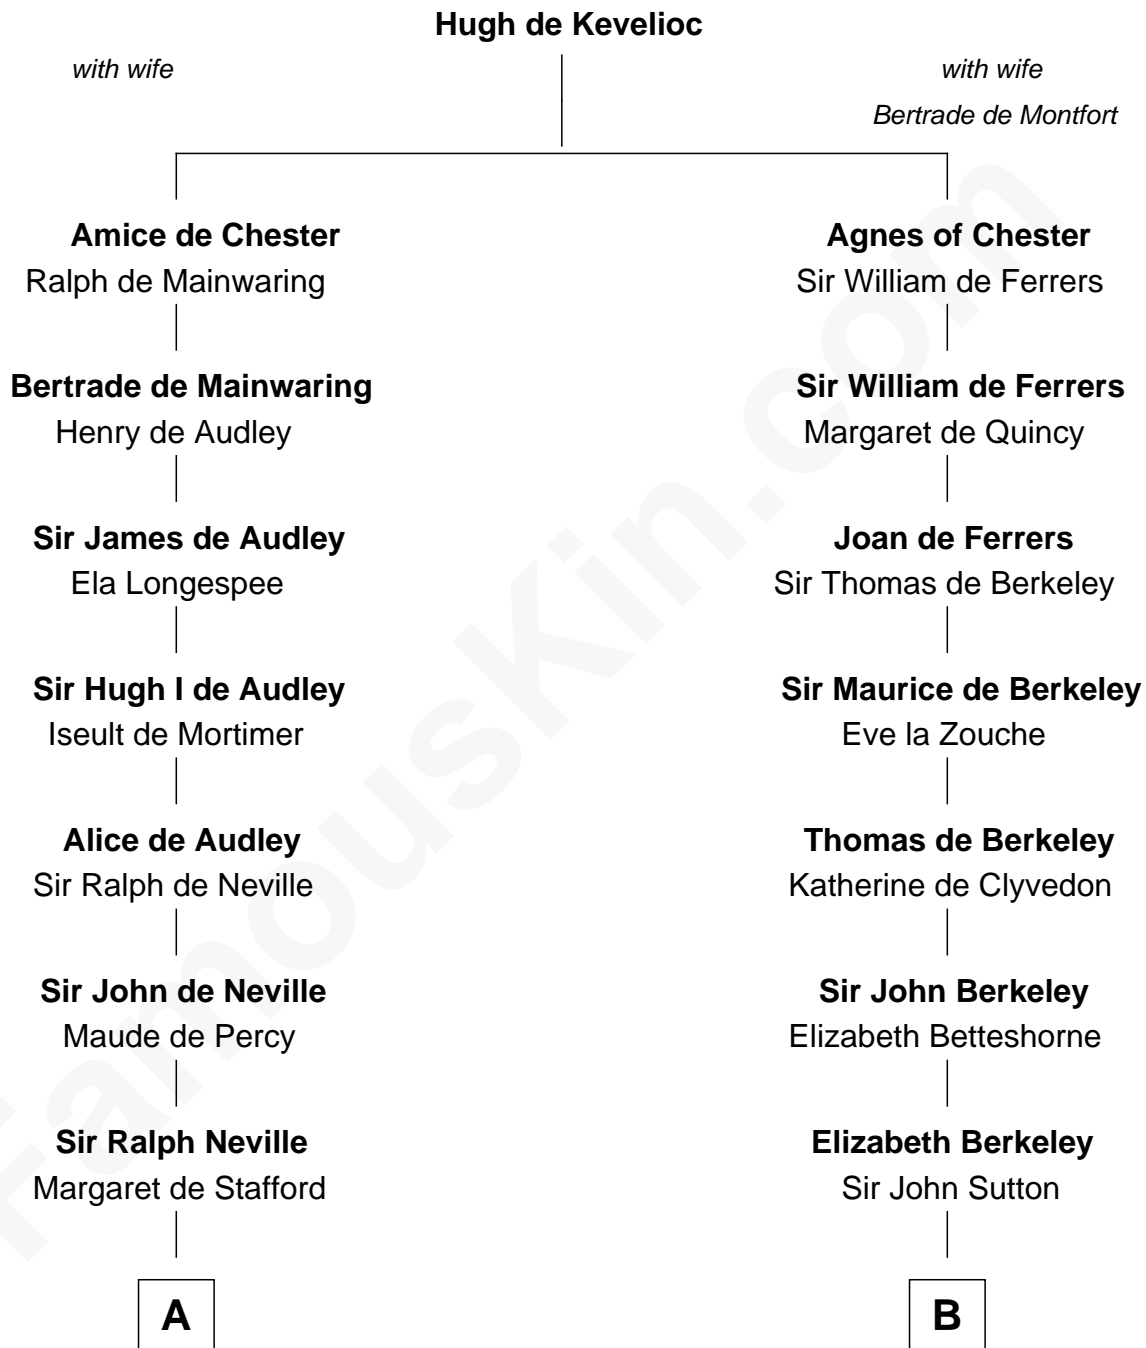 Hugh de Kevelioc
with wife
with wife
Bertrade de Montfort
Amice de Chester
Ralph de Mainwaring
Agnes of Chester
Sir William de Ferrers
Bertrade de Mainwaring
Henry de Audley
Sir William de Ferrers
Margaret de Quincy
Sir James de Audley
Ela Longespee
Joan de Ferrers
Sir Thomas de Berkeley
Sir Hugh I de Audley
Iseult de Mortimer
Sir Maurice de Berkeley
Eve la Zouche
Alice de Audley
Sir Ralph de Neville
Thomas de Berkeley
Katherine de Clyvedon
Sir John de Neville
Maude de Percy
Sir John Berkeley
Elizabeth Betteshorne
Sir Ralph Neville
Margaret de Stafford
Elizabeth Berkeley
Sir John Sutton
A
B
FamousKin.com